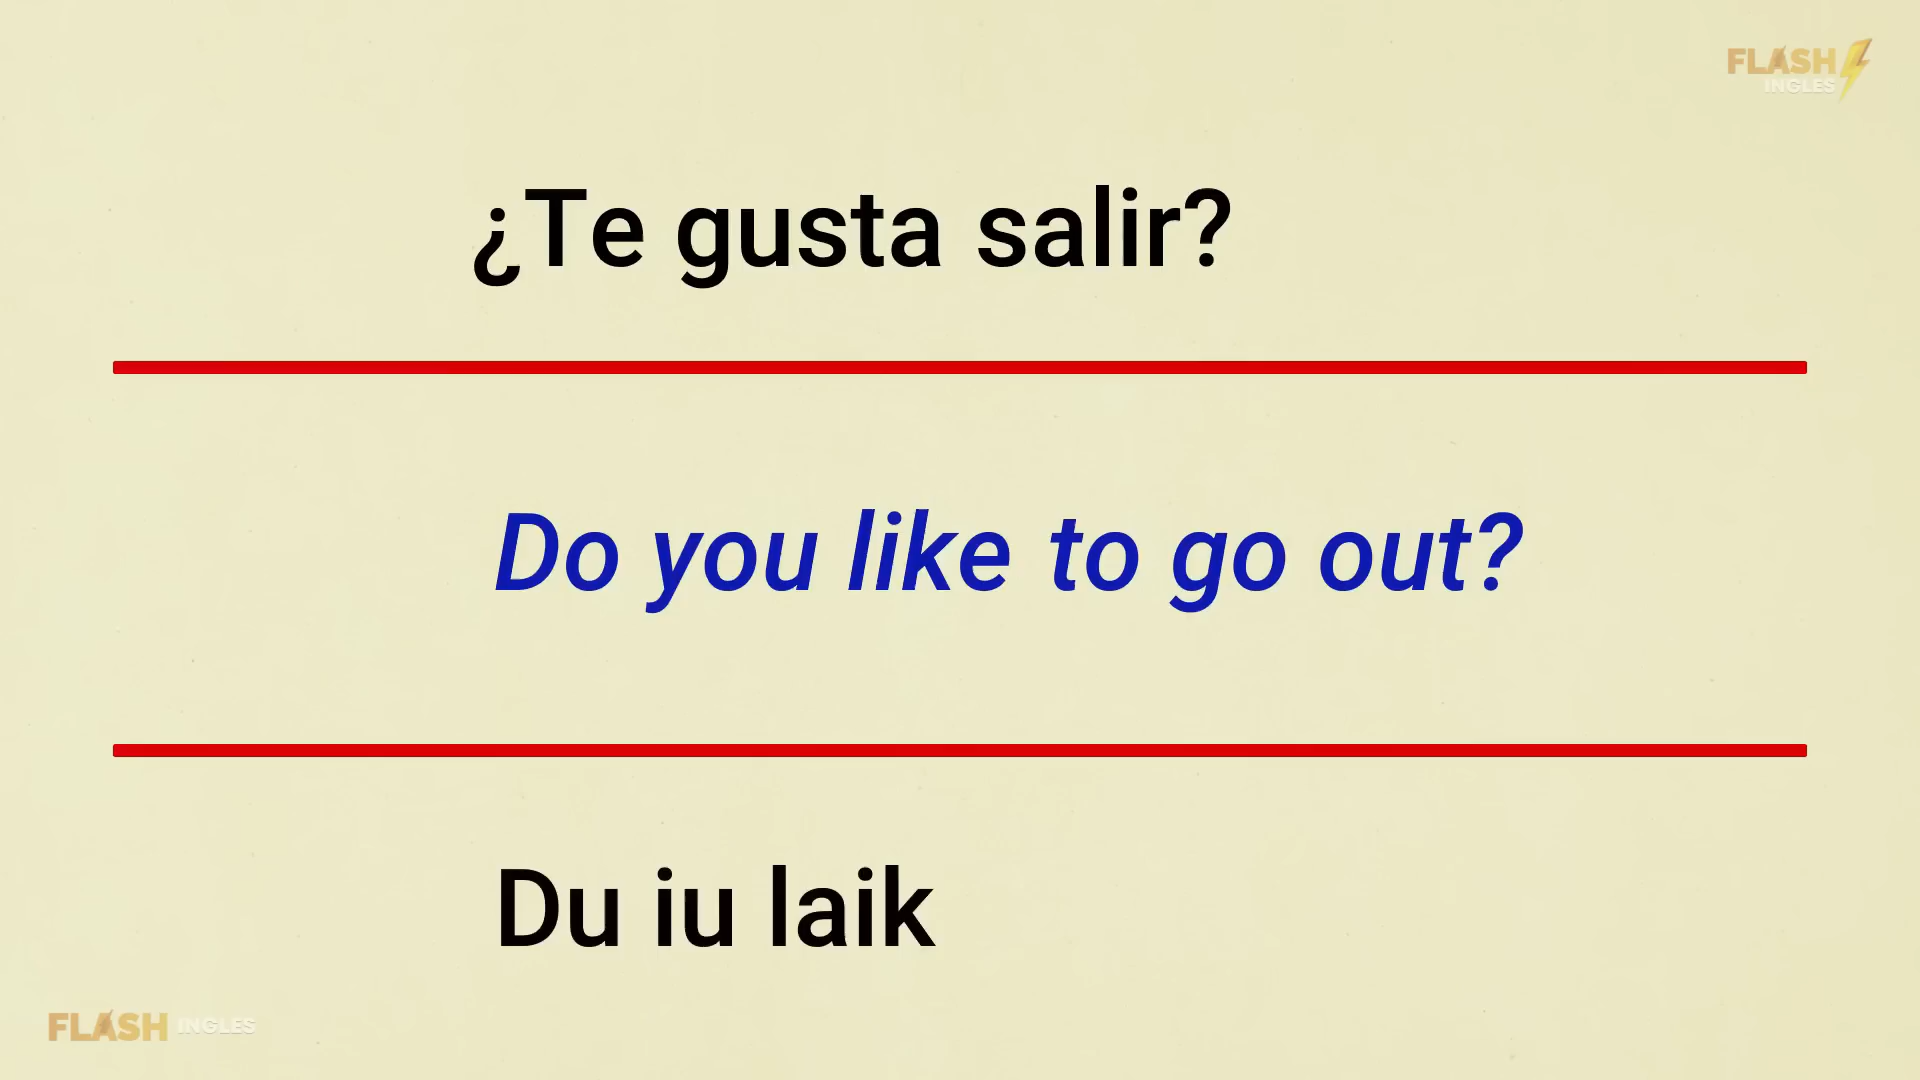 FLASH
INGLES
¿Te gusta salir?
Do you like to go out?
Du iu laik
FLASH INGLES